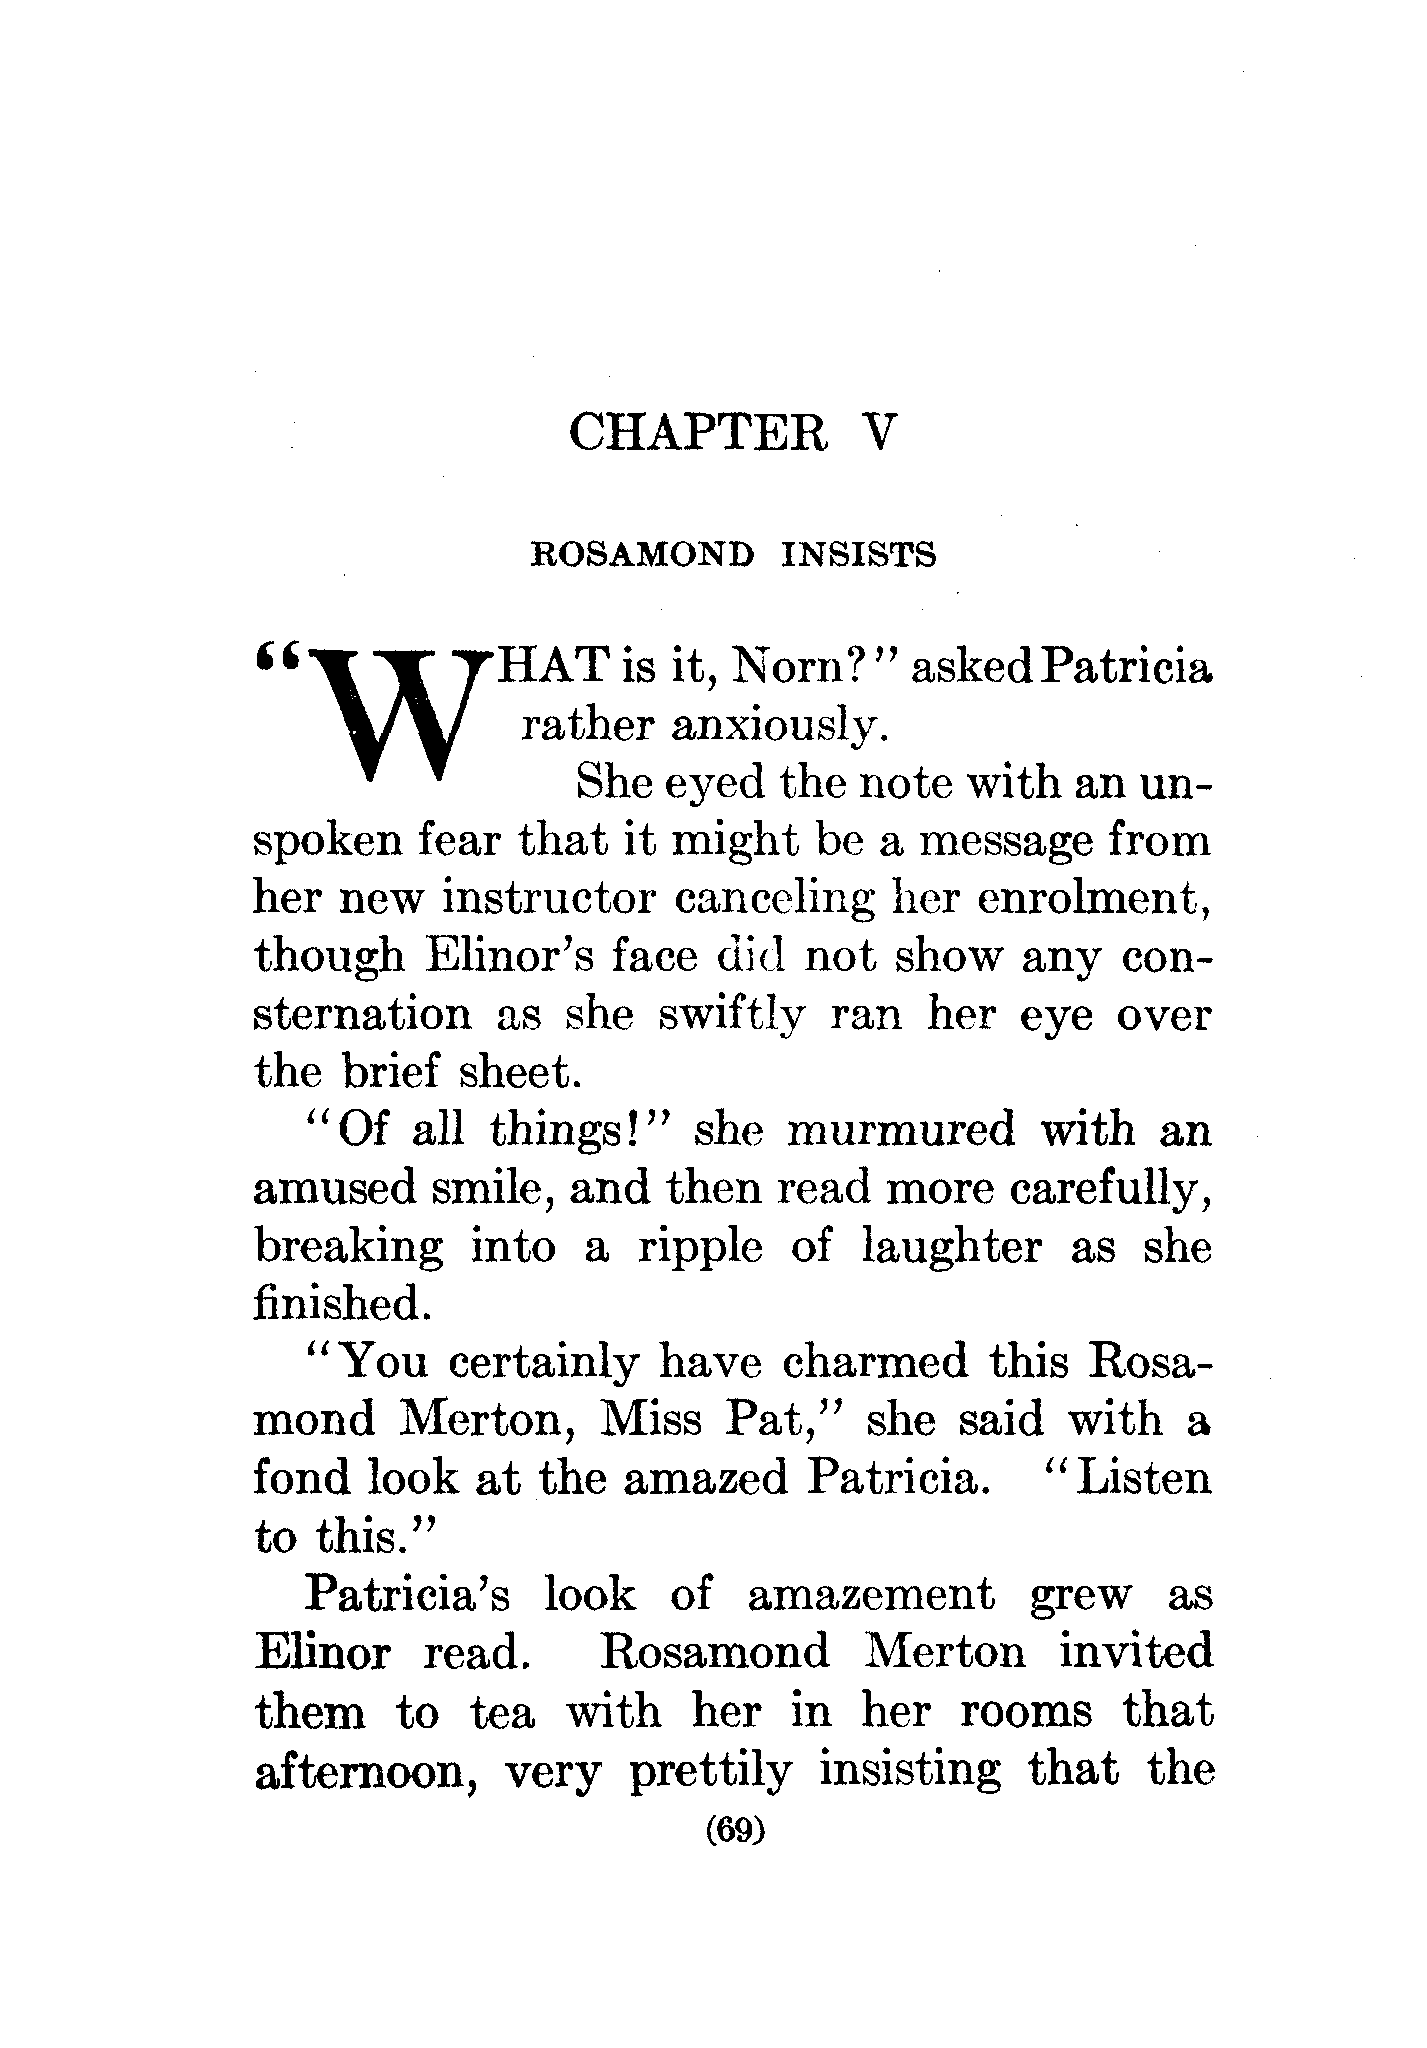 CHAPTER V
ROSAMOND INSISTS
"WHAT is it, Norn?" asked Patricia
rather anxiously.
She eyed the note with an un-
spoken fear that it might be a message from
her new instructor canceling her enrolment,
though Elinor's face did not show any con-
sternation as she swiftly ran her eye over
the brief sheet.
"Of all things!" she murmured with an
amused smile, and then read more carefully,
breaking into a ripple of laughter as she
finished.
"You certainly have charmed this Rosa-
mond Merton, Miss Pat," she said with a
fond look at the amazed Patricia. "Listen
to this."
Patricia's look of amazement grew as
Elinor read. Rosamond Merton invited
them to tea with her in her rooms that
afternoon, very prettily insisting that the
(69)